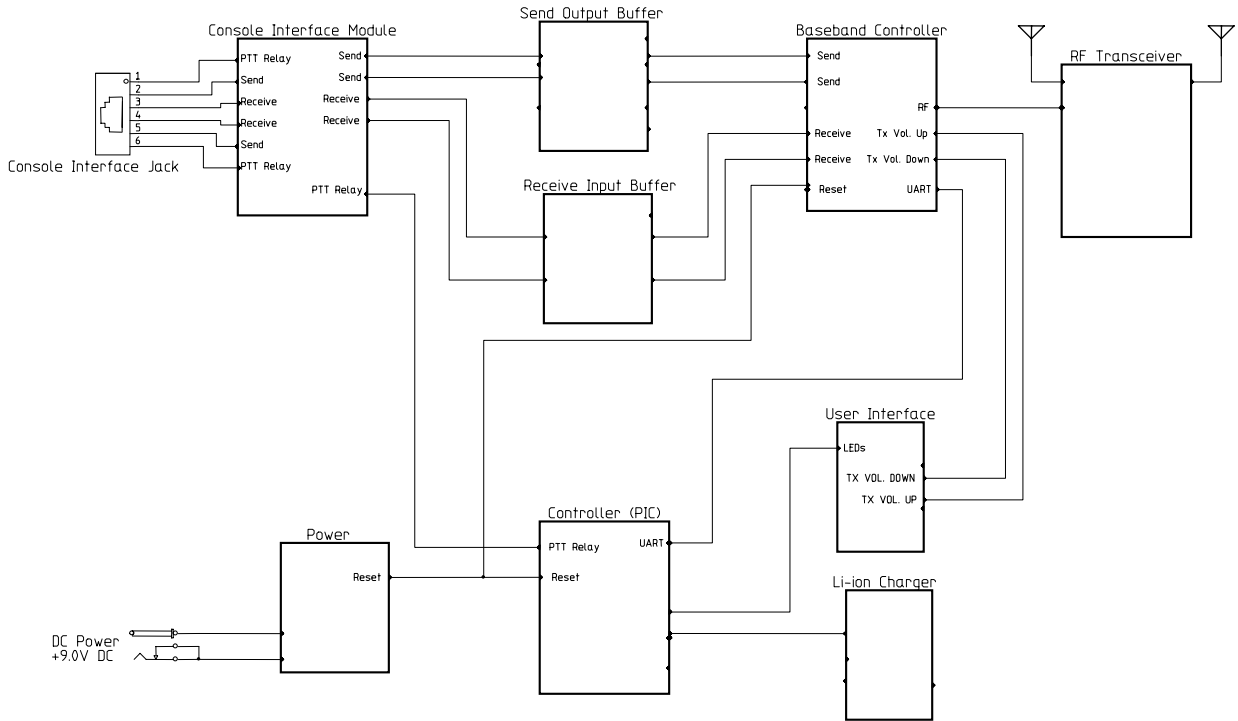 Send Output Buffer
Console Interface Module
Baseband Controller
RF Transceiver
1
2
3
4
5
6
Console Interface Jack
PTT Relay
Send
Receive
Receive
Send
PTT Relay
Send
Send
Receive
Receive
PTT Relay
Receive Input Buffer
Send
Send
Receive
Receive
Reset
RF
Tx Vol. Up
Tx Vol. Down
UART
User Interface
LEDs
TX VOL. DOWN
TX VOL. UP
Controller (PIC)
PTT Relay
UART
Reset
Power
Reset
DC Power
+9.0V DC
Li-ion Charger